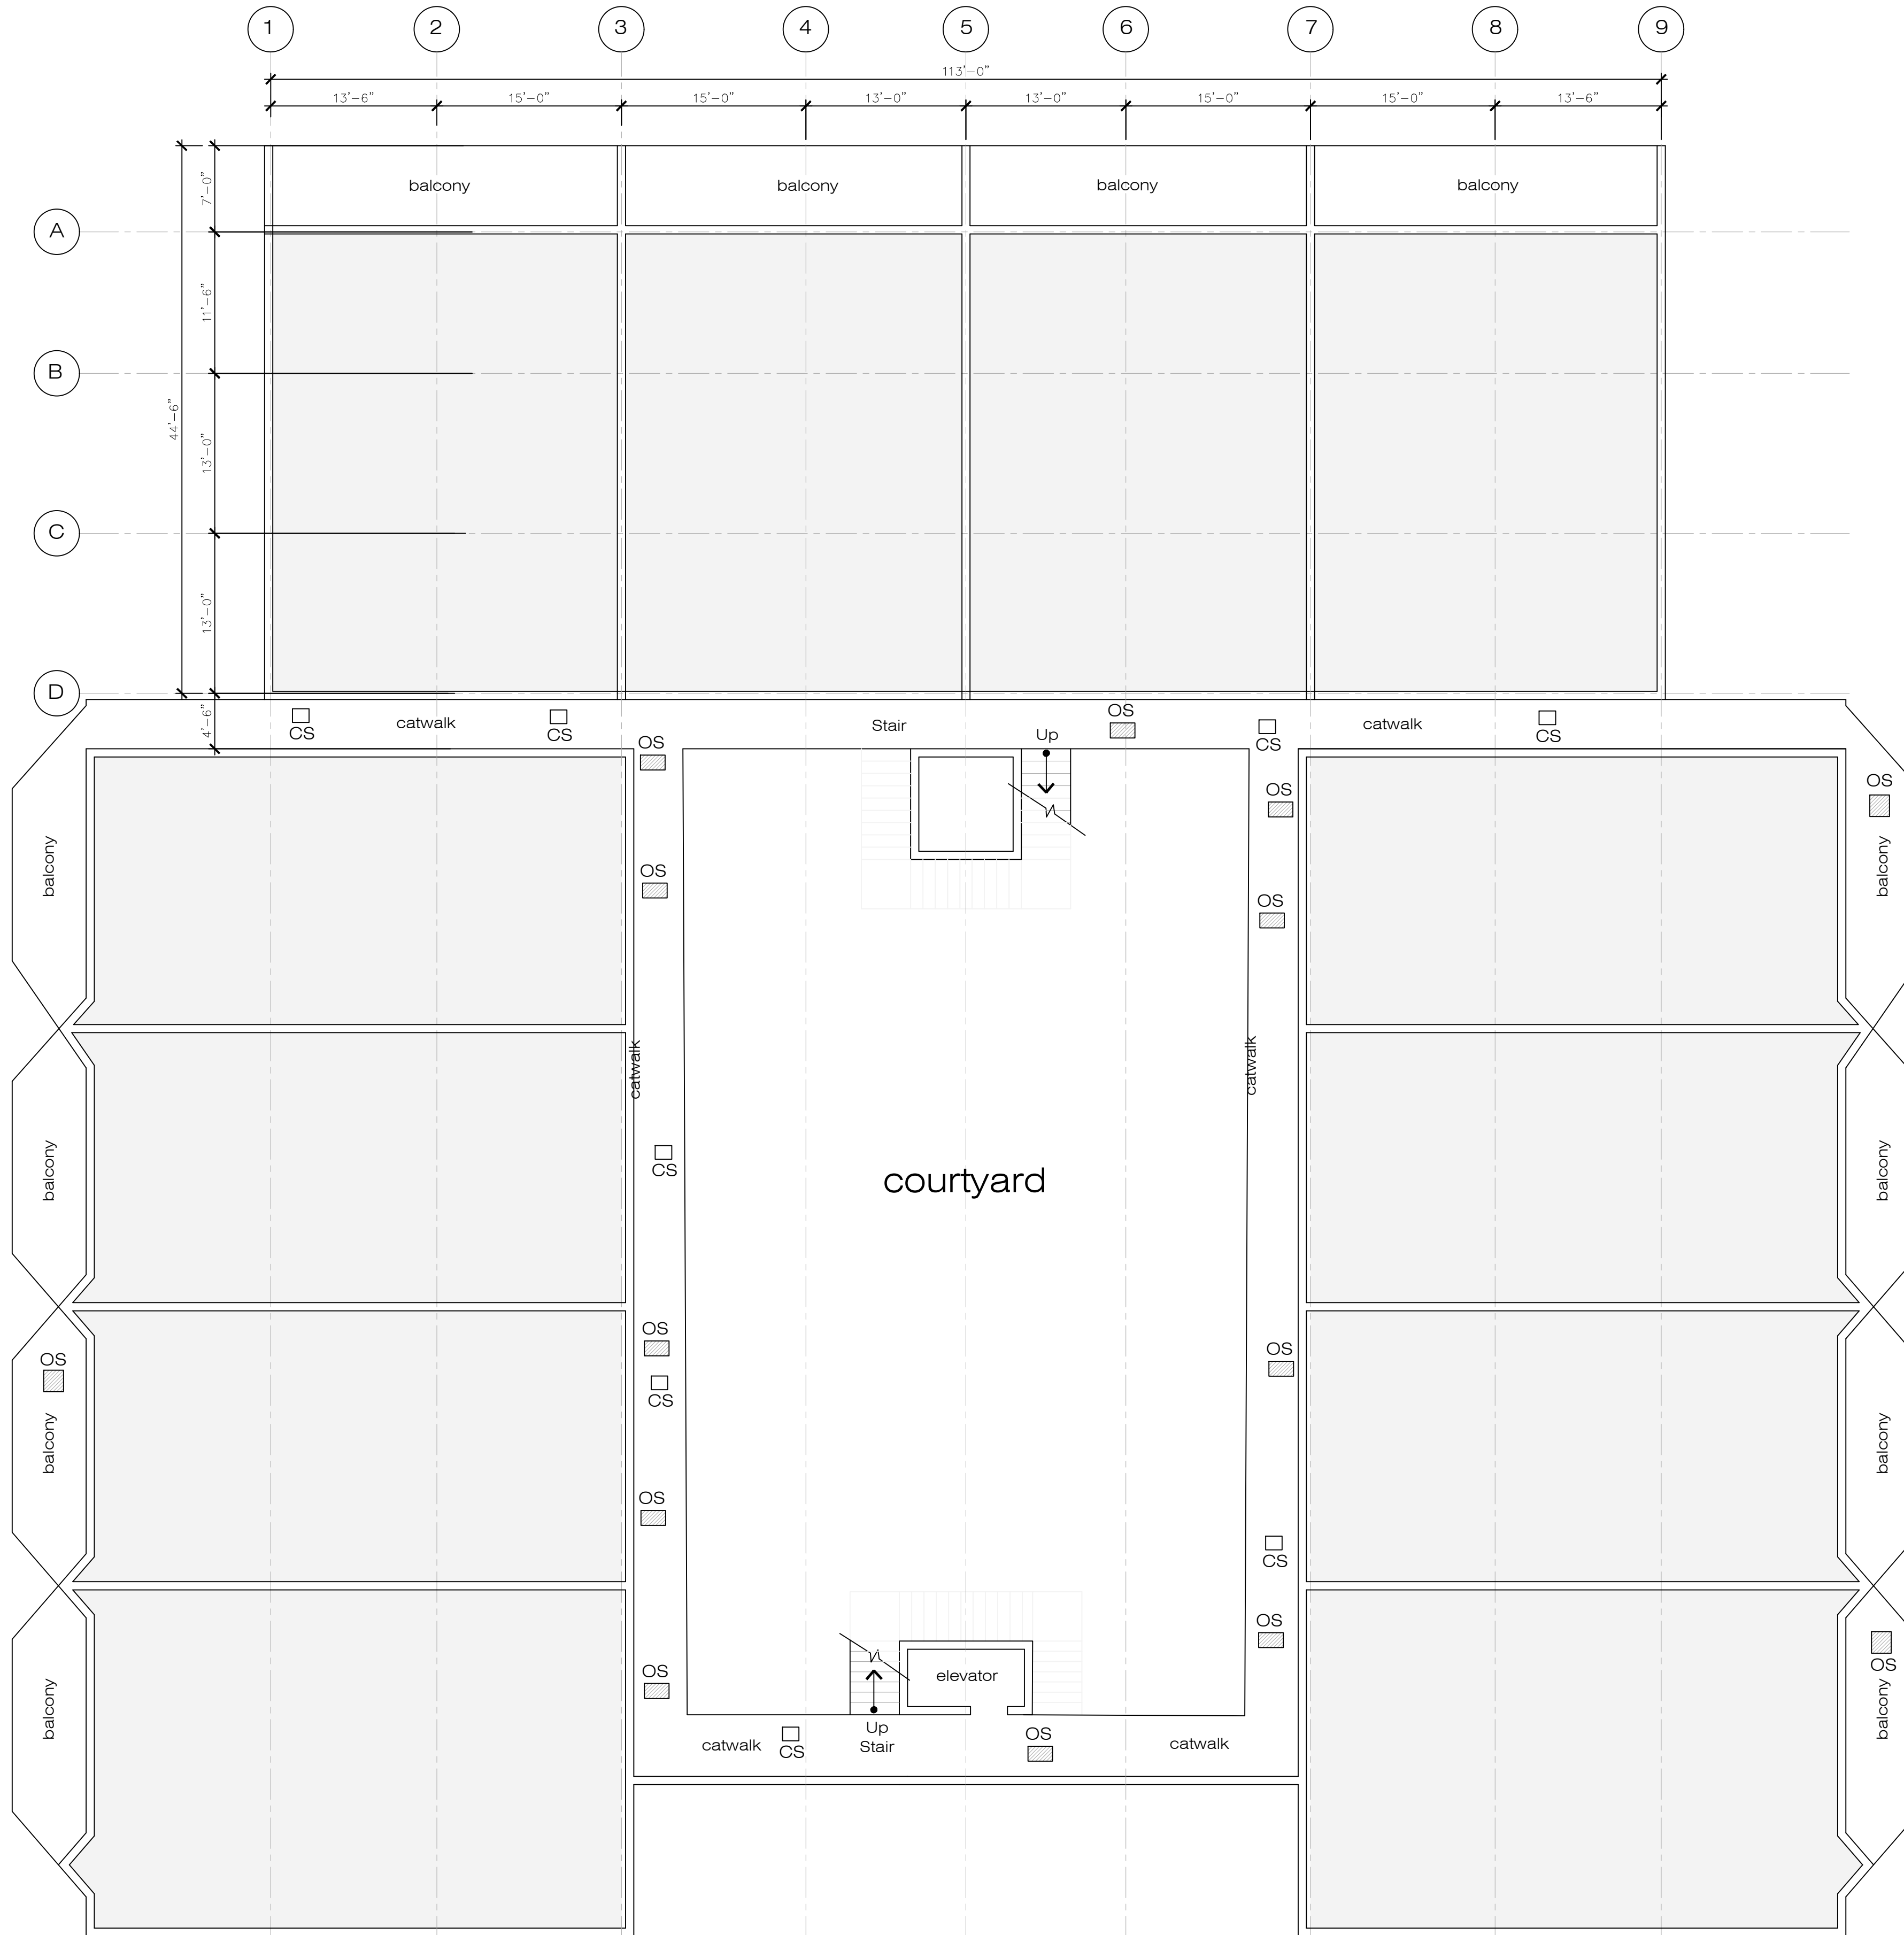 1
2
3
4
5
6
7
8
9
113'-0"
13'-6"
15'-0"
15'-0"
13'-0"
13'-0"
15'-0"
15'-0"
13'-6"
balcony
balcony
balcony
balcony
7'-0"
A
11'-6"
B
44'-6"
13'-0"
C
13'-0"
D
4'-6"
CS
catwalk
CS
Stair
OS
Up
CS
catwalk
CS
OS
OS
OS
balcony
balcony
OS
OS
catwalk
catwalk
CS
courtyard
balcony
balcony
OS
OS
OS
CS
balcony
balcony
OS
CS
OS
OS
OS
elevator
balcony
balcony
Up
Stair
catwalk
CS
OS
catwalk